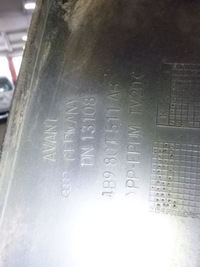 AVANT
GERMANY
DN 13108
4B9 807 511 A
PP+EPDM TV20